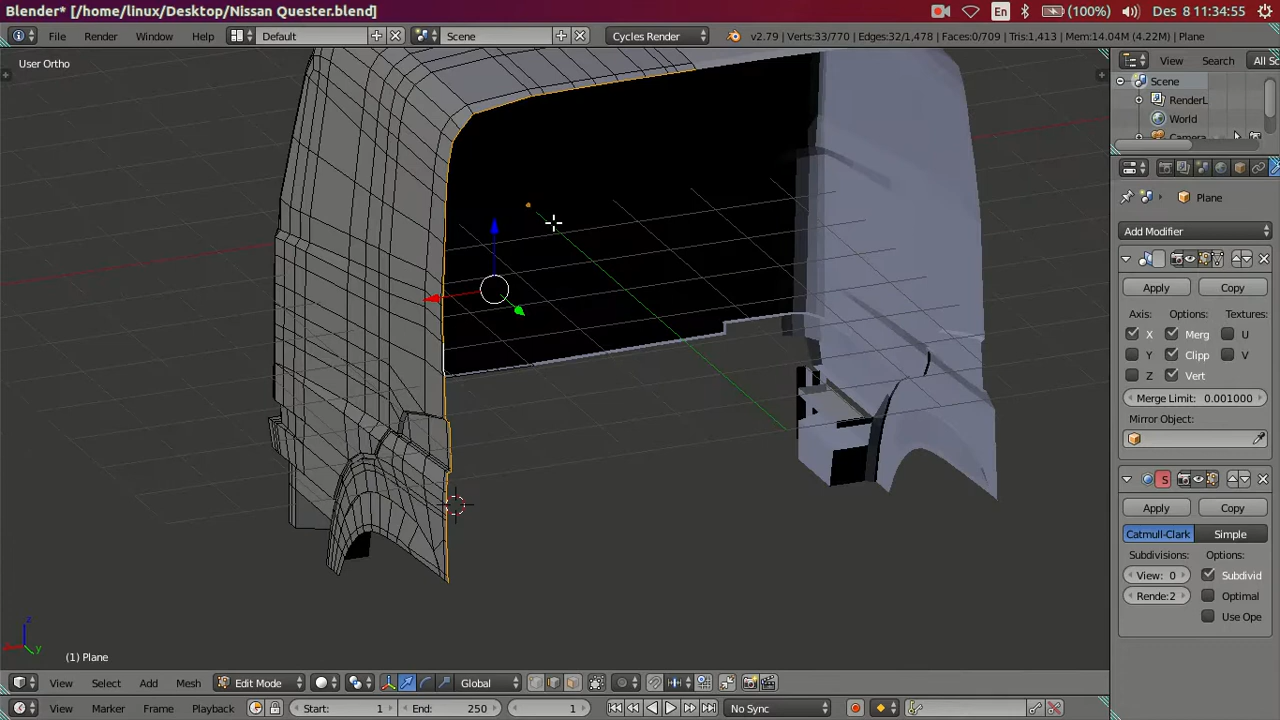 Blender* [/home/linux/Desktop/Nissan Quester.blend]
En (100%) Des 8 11:34:55
File Render Window Help Default Scene Cycles Render v2.79 | Verts:33/770 | Edges:32/1,478 | Faces:0/709 | Tris:1,413 | Mem:14.04M (4.22M) | Plane
User Ortho
View Search All Sc
Scene
RenderL
World
Camera
Plane
Add Modifier
Apply Copy
Axis: Options: Textures:
X Merg U
Y Clipp V
Z Vert
Merge Limit: 0.001000
Mirror Object:
S
Apply Copy
Catmull-Clark Simple
Subdivisions: Options:
View: 0 Subdivid
Rende:2 Optimal
Use Ope
z
y
(1) Plane
View Select Add Mesh Edit Mode Global
View Marker Frame Playback Start: 1 End: 250 1 No Sync